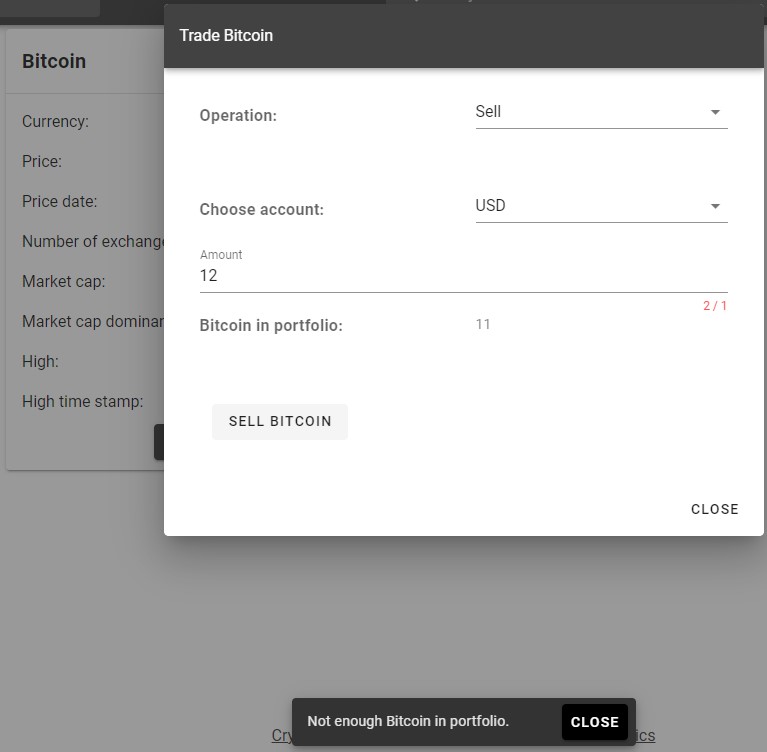 Trade Bitcoin
Bitcoin
Operation:
Sell
Currency:
Price:
Price date:
Choose account:
USD
Number of exchange
Amount
12
Market cap:
2 / 1
Market cap dominar
Bitcoin in portfolio:
11
High:
High time stamp:
SELL BITCOIN
CLOSE
Not enough Bitcoin in portfolio.
CLOSE